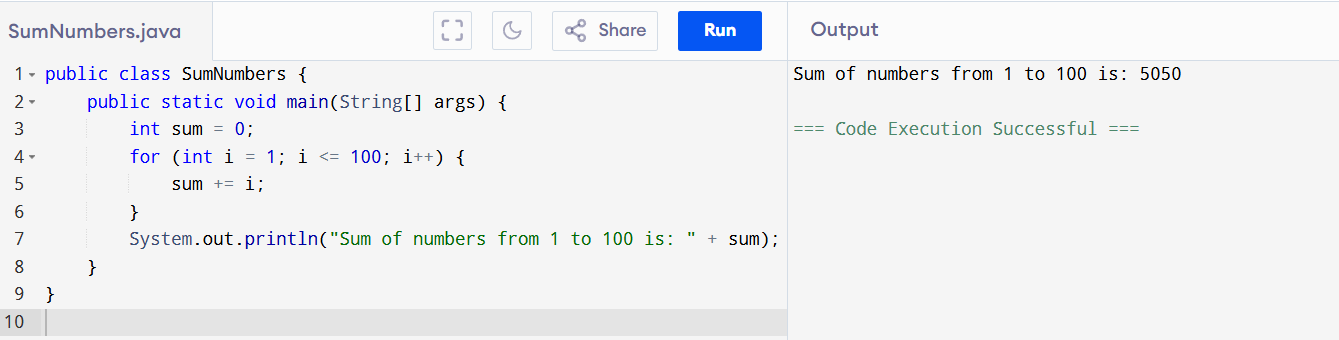 SumNumbers.java
Share
Run
Output
1 public class SumNumbers {
2     public static void main(String[] args) {
3         int sum = 0;
4         for (int i = 1; i <= 100; i++) {
5             sum += i;
6         }
7         System.out.println("Sum of numbers from 1 to 100 is: " + sum);
8     }
9 }
10
Sum of numbers from 1 to 100 is: 5050
=== Code Execution Successful ===